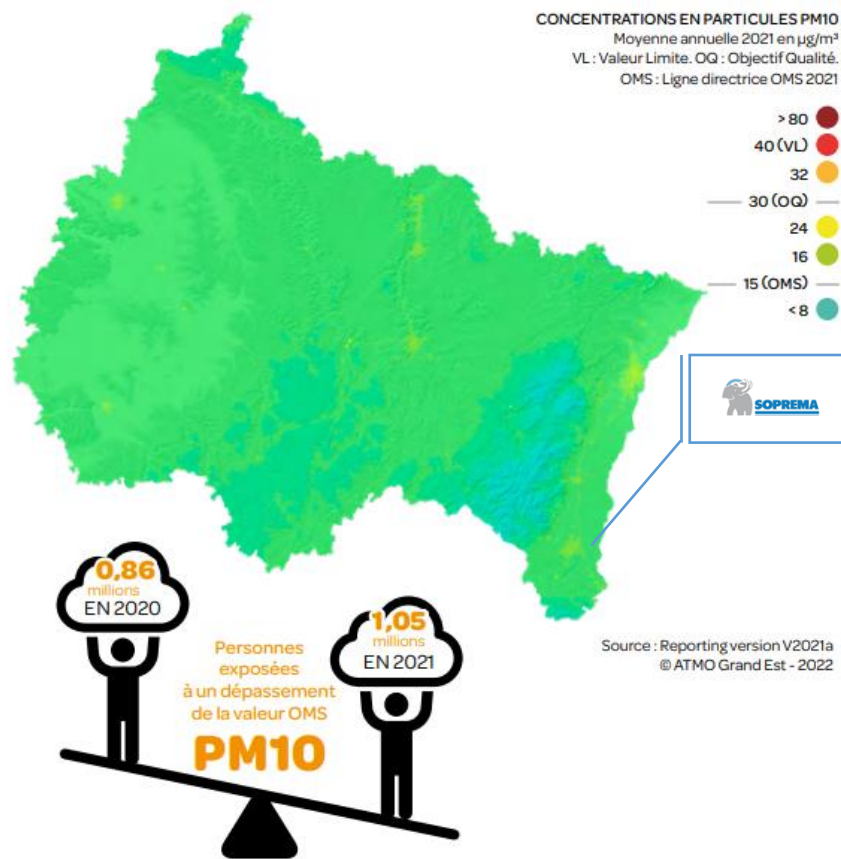 CONCENTRATIONS EN PARTICULES PM10
Moyenne annuelle 2021 en µg/m³
VL : Valeur Limite. OQ : Objectif Qualité.
OMS : Ligne directrice OMS 2021
> 80
40 (VL)
32
30 (OQ)
24
16
15 (OMS)
< 8
SOPREMA
0,86
millions
EN 2020
1,05
millions
EN 2021
Personnes
exposées
à un dépassement
de la valeur OMS
PM10
Source : Reporting version V2021a
© ATMO Grand Est - 2022